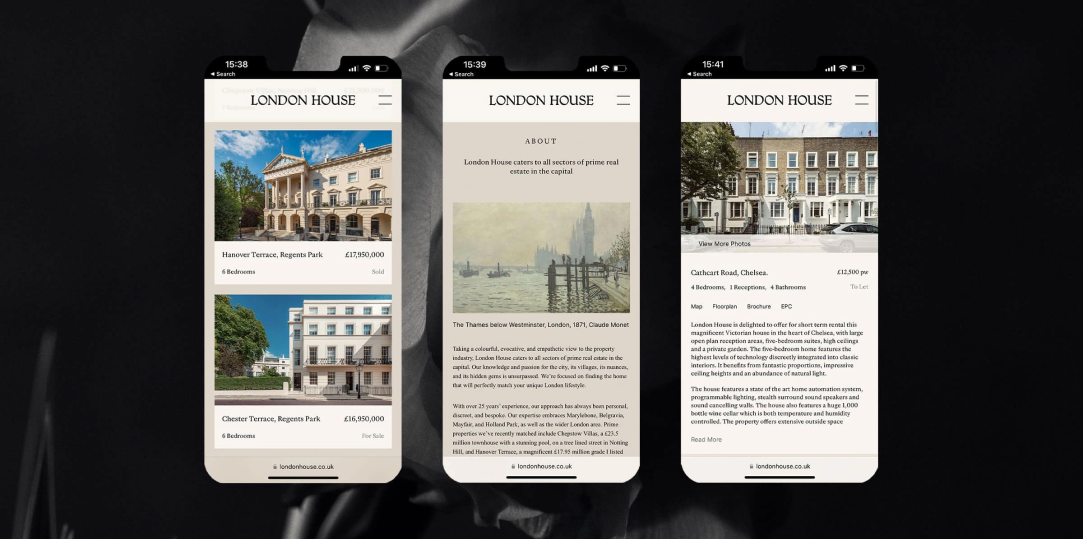 15:38
Search
LONDON HOUSE
Hanover Terrace, Regents Park £17,950,000
6 Bedrooms Sold
Chester Terrace, Regents Park £16,950,000
6 Bedrooms For Sale
londonhouse.co.uk
15:39
Search
LONDON HOUSE
ABOUT
London House caters to all sectors of prime real
estate in the capital
The Thames below Westminster, London, 1871, Claude Monet
Taking a colourful, evocative, and empathetic view to the property
industry, London House caters to all sectors of prime real estate in the
capital. Our knowledge and passion for the city, its villages, its nuances,
and its hidden gems is unsurpassed. We're focused on finding the home
that will perfectly match your unique London lifestyle.
With over 25 years' experience, our approach has always been personal,
discreet, and bespoke. Our expertise embraces Marylebone, Belgravia,
Mayfair, and Holland Park, as well as the wider London area. Prime
properties we've recently matched include Chepstow Villas, a £23.5
million townhouse with a stunning pool, on a tree lined street in Notting
Hill, and Hanover Terrace, a magnificent £17.95 million grade I listed
londonhouse.co.uk
15:41
Search
LONDON HOUSE
View More Photos
Cathcart Road, Chelsea. £12,500 pw
4 Bedrooms, 1 Receptions, 4 Bathrooms To Let
Map Floorplan Brochure EPC
London House is delighted to offer for short term rental this
magnificent Victorian house in the heart of Chelsea, with large
open plan reception areas, five-bedroom suites, high ceilings
and a private garden. The five-bedroom home features the
highest levels of technology discreetly integrated into classic
interiors. It benefits from fantastic proportions, impressive
ceiling heights and an abundance of natural light.
The house features a state of the art home automation system,
programmable lighting, stealth surround sound speakers and
sound cancelling walls. The house also features a huge 1,000
bottle wine cellar which is both temperature and humidity
controlled. The property offers extensive outside space
Read More
londonhouse.co.uk